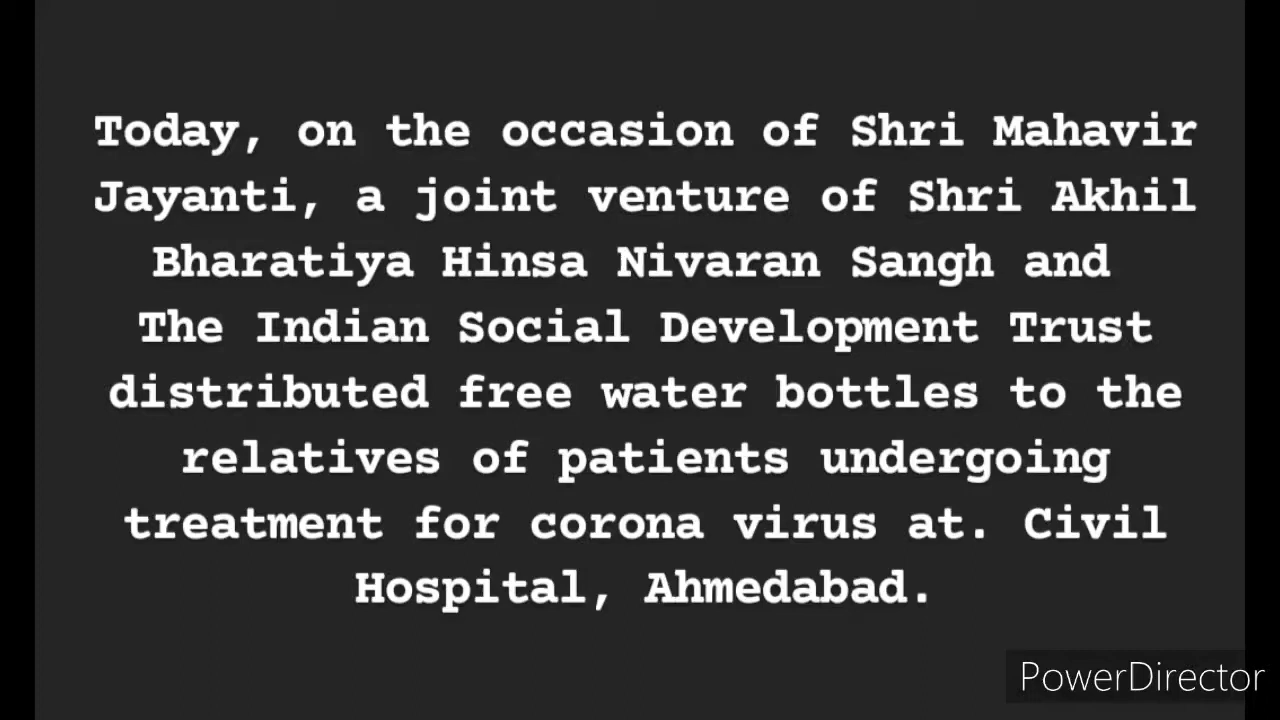 Today, on the occasion of Shri Mahavir
Jayanti, a joint venture of Shri Akhil
Bharatiya Hinsa Nivaran Sangh and
The Indian Social Development Trust
distributed free water bottles to the
relatives of patients undergoing
treatment for corona virus at. Civil
Hospital, Ahmedabad.
PowerDirector